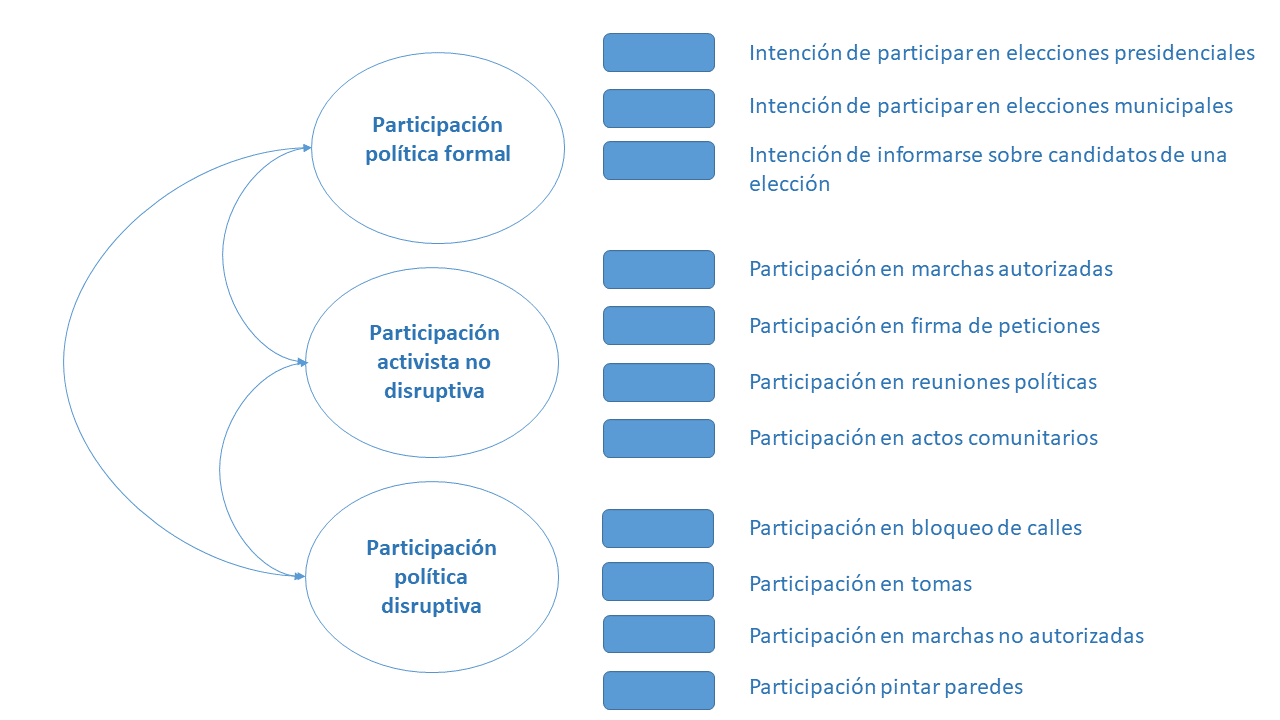 Participación
política formal
Intención de participar en elecciones presidenciales
Intención de participar en elecciones municipales
Intención de informarse sobre candidatos de una
elección
Participación
activista no
disruptiva
Participación en marchas autorizadas
Participación en firma de peticiones
Participación en reuniones políticas
Participación en actos comunitarios
Participación
política
disruptiva
Participación en bloqueo de calles
Participación en tomas
Participación en marchas no autorizadas
Participación pintar paredes